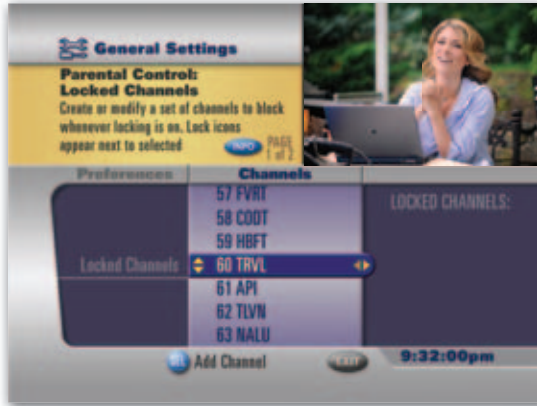 General Settings
Parental Control:
Locked Channels
Create or modify a set of channels to block
whenever locking is on. Lock icons
appear next to selected
INFO
PAGE
1 of 2
Preferences
Channels
57 FVRT
LOCKED CHANNELS:
58 COOT
59 HBFT
Locked Channels
60 TRVL
61 API
62 TLVN
63 NALU
SEL
Add Channel
EXIT
9:32:00pm